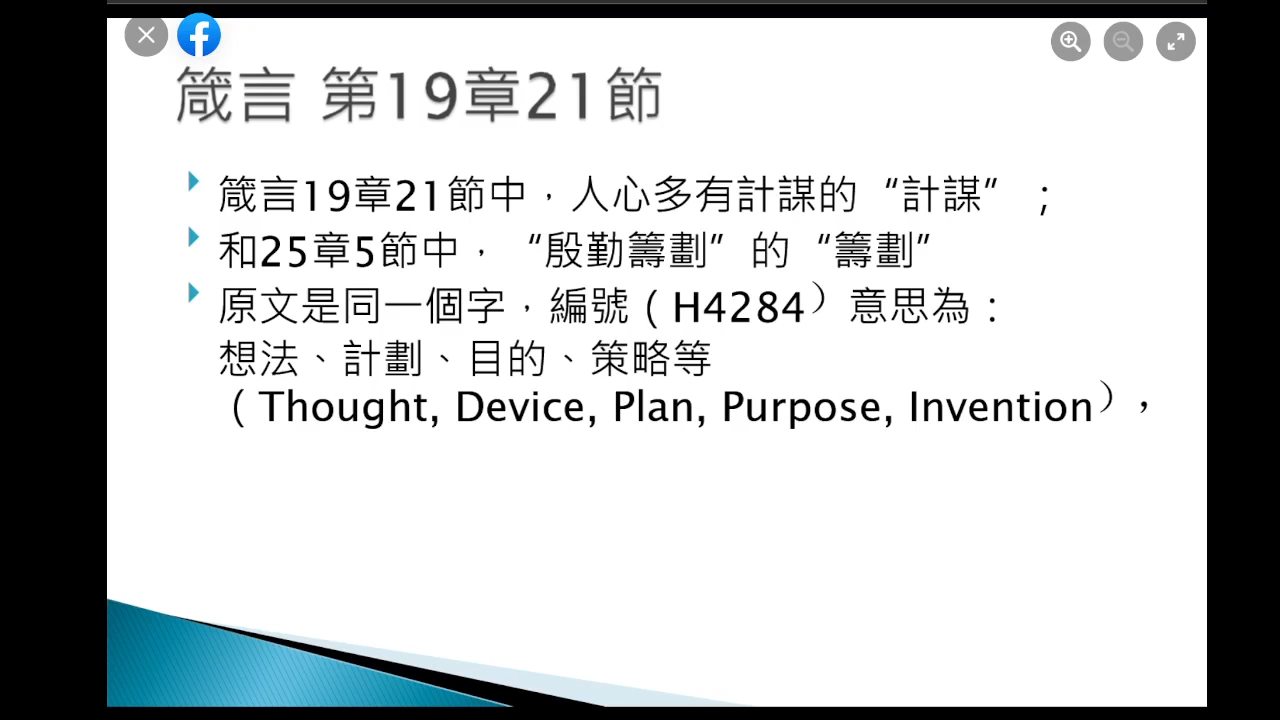 箴言 第19章21節
箴言19章21節中，人心多有計謀的“計謀”；
和25章5節中，“殷勤籌劃”的“籌劃”
原文是同一個字，編號（H4284）意思為：
想法、計劃、目的、策略等
（Thought, Device, Plan, Purpose, Invention），